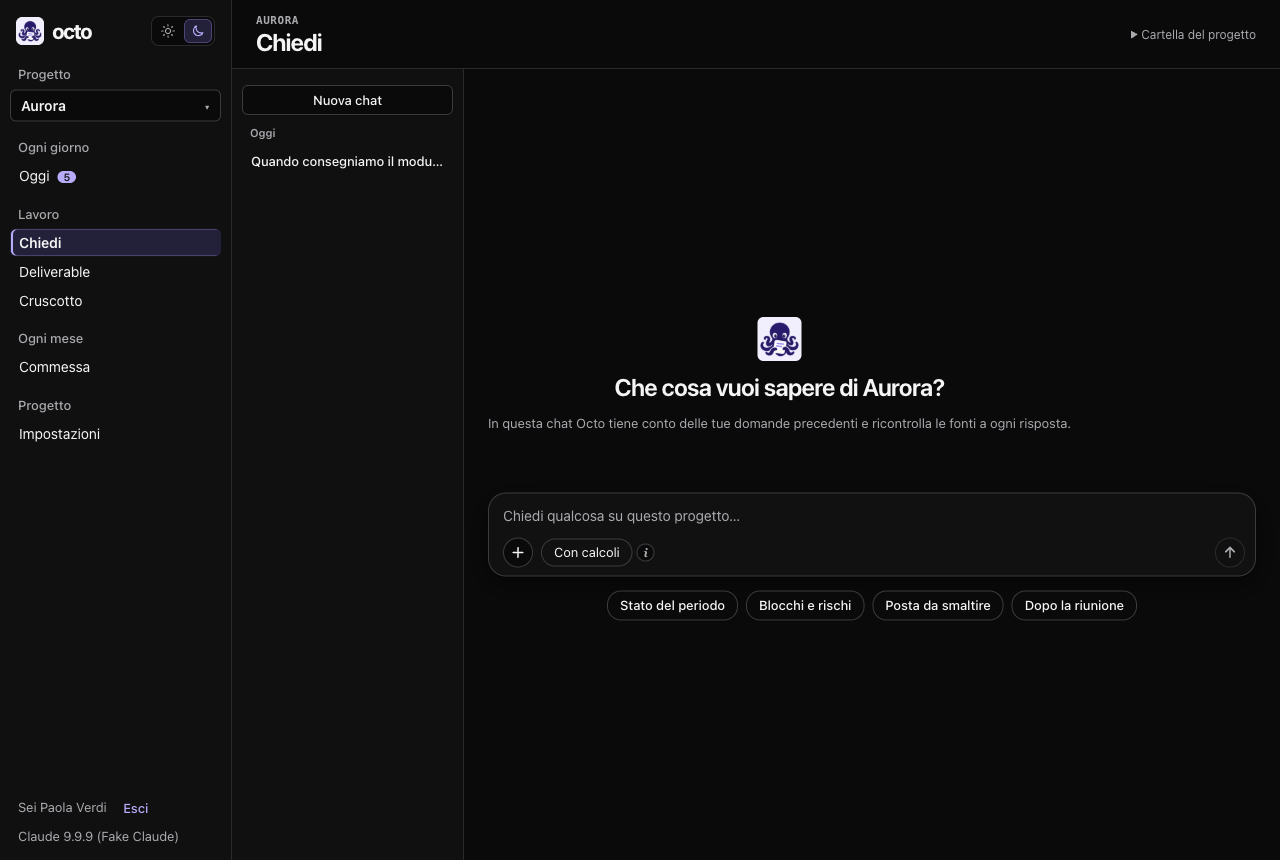 octo
Progetto
Aurora
Ogni giorno
Oggi 5
Lavoro
Chiedi
Deliverable
Cruscotto
Ogni mese
Commessa
Progetto
Impostazioni
Sei Paola Verdi Esci
Claude 9.9.9 (Fake Claude)
AURORA
Chiedi
Cartella del progetto
Nuova chat
Oggi
Quando consegniamo il modu...
Che cosa vuoi sapere di Aurora?
In questa chat Octo tiene conto delle tue domande precedenti e ricontrolla le fonti a ogni risposta.
Chiedi qualcosa su questo progetto...
+ Con calcoli i
Stato del periodo Blocchi e rischi Posta da smaltire Dopo la riunione